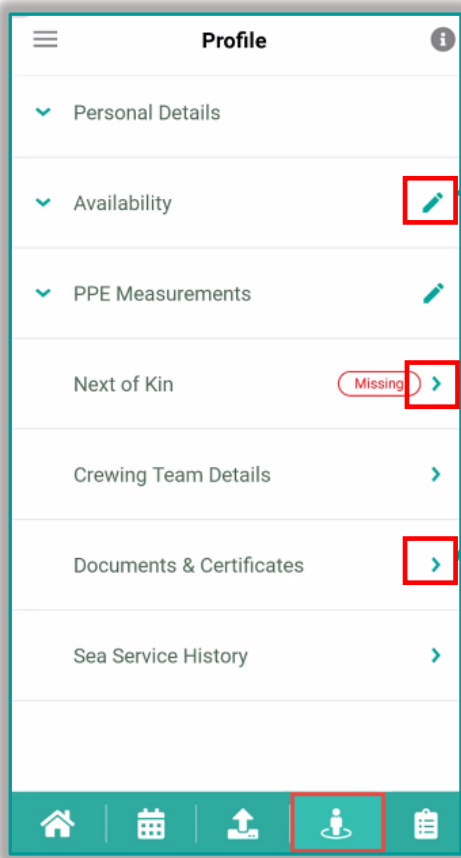 Profile
Personal Details
Availability
PPE Measurements
Next of Kin Missing
Crewing Team Details
Documents & Certificates
Sea Service History